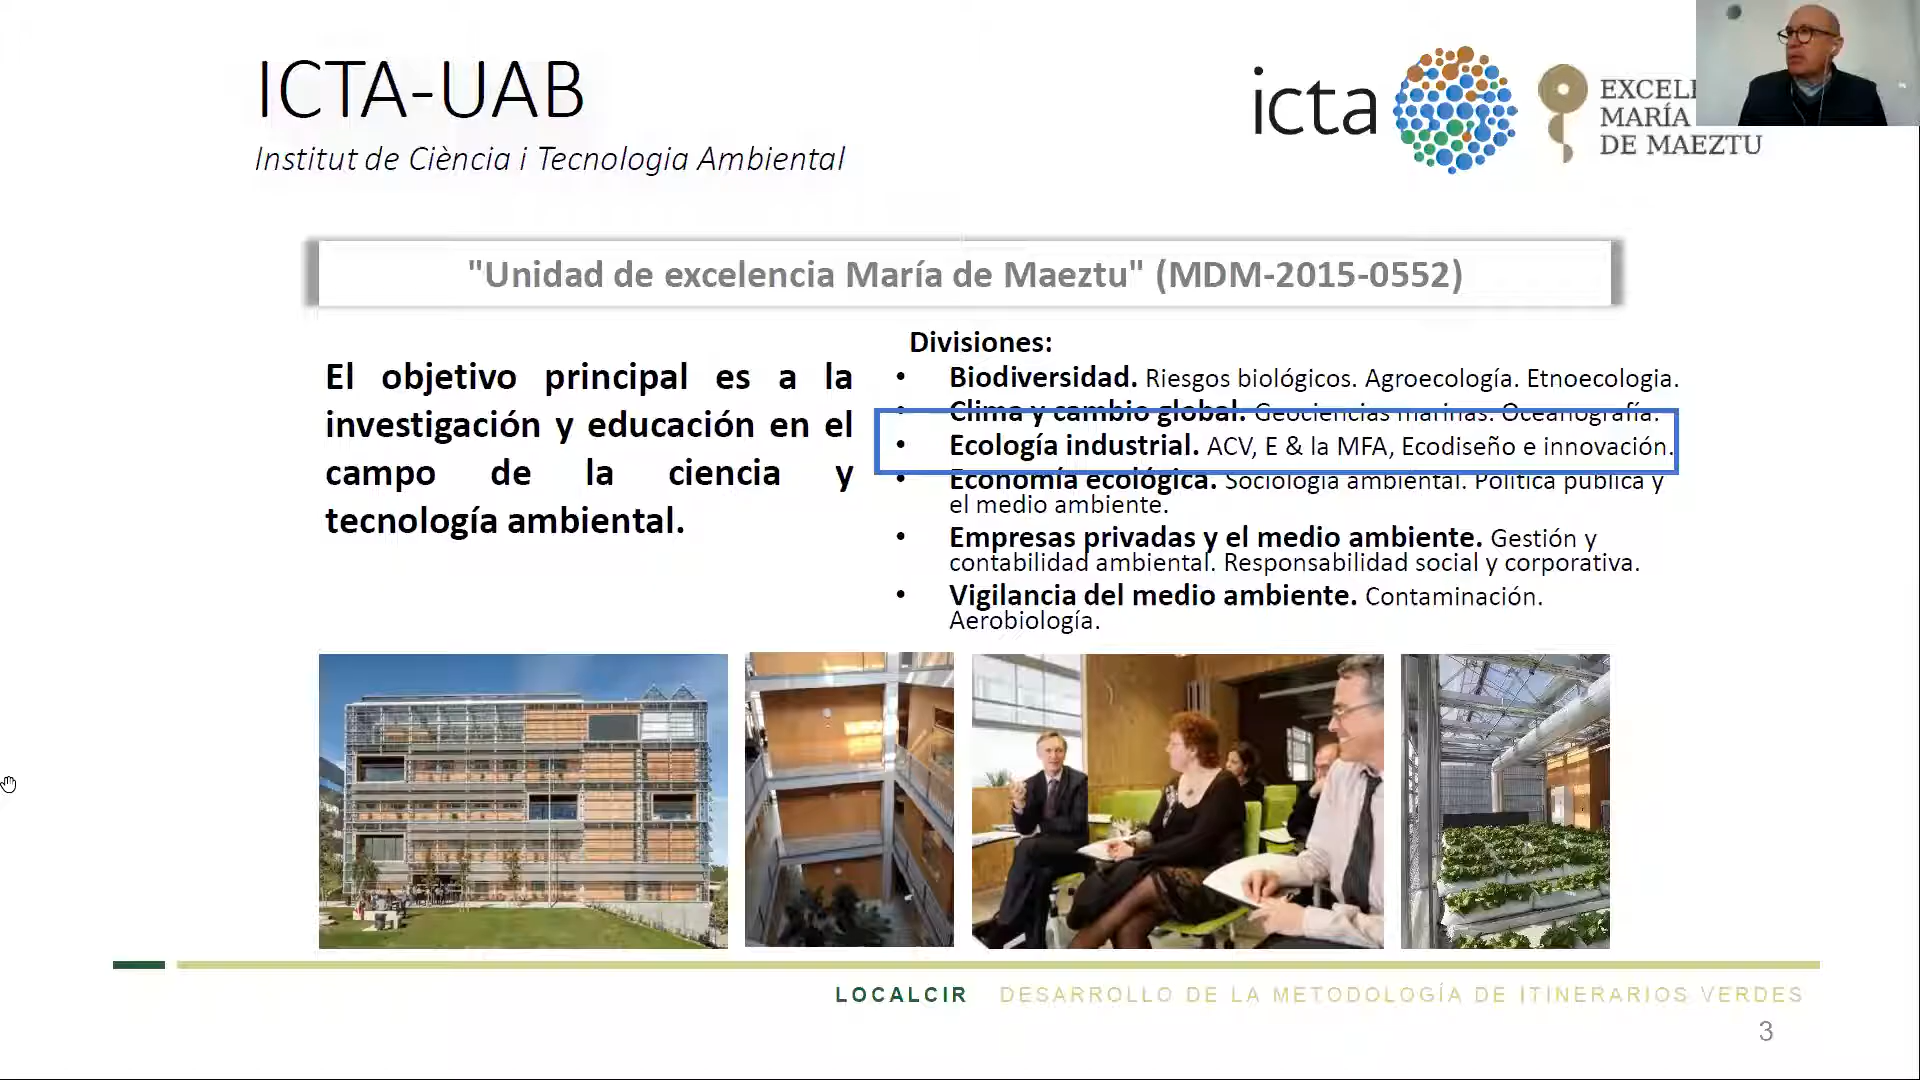 ICTA-UAB
Institut de Ciència i Tecnologia Ambiental
icta
EXCEL
MARÍA
DE MAEZTU
"Unidad de excelencia María de Maeztu" (MDM-2015-0552)
El objetivo principal es a la
investigación y educación en el
campo de la ciencia y
tecnología ambiental.
Divisiones:
• Biodiversidad. Riesgos biológicos. Agroecología. Etnoecologia.
• Clima y cambio global. Geociencias marinas. Oceanografía.
• Ecología industrial. ACV, E & la MFA, Ecodiseño e innovación.
• Economía ecológica. Sociología ambiental. Política pública y
el medio ambiente.
• Empresas privadas y el medio ambiente. Gestión y
contabilidad ambiental. Responsabilidad social y corporativa.
• Vigilancia del medio ambiente. Contaminación.
Aerobiología.
LOCALCIR DESARROLLO DE LA METODOLOGÍA DE ITINERARIOS VERDES
3